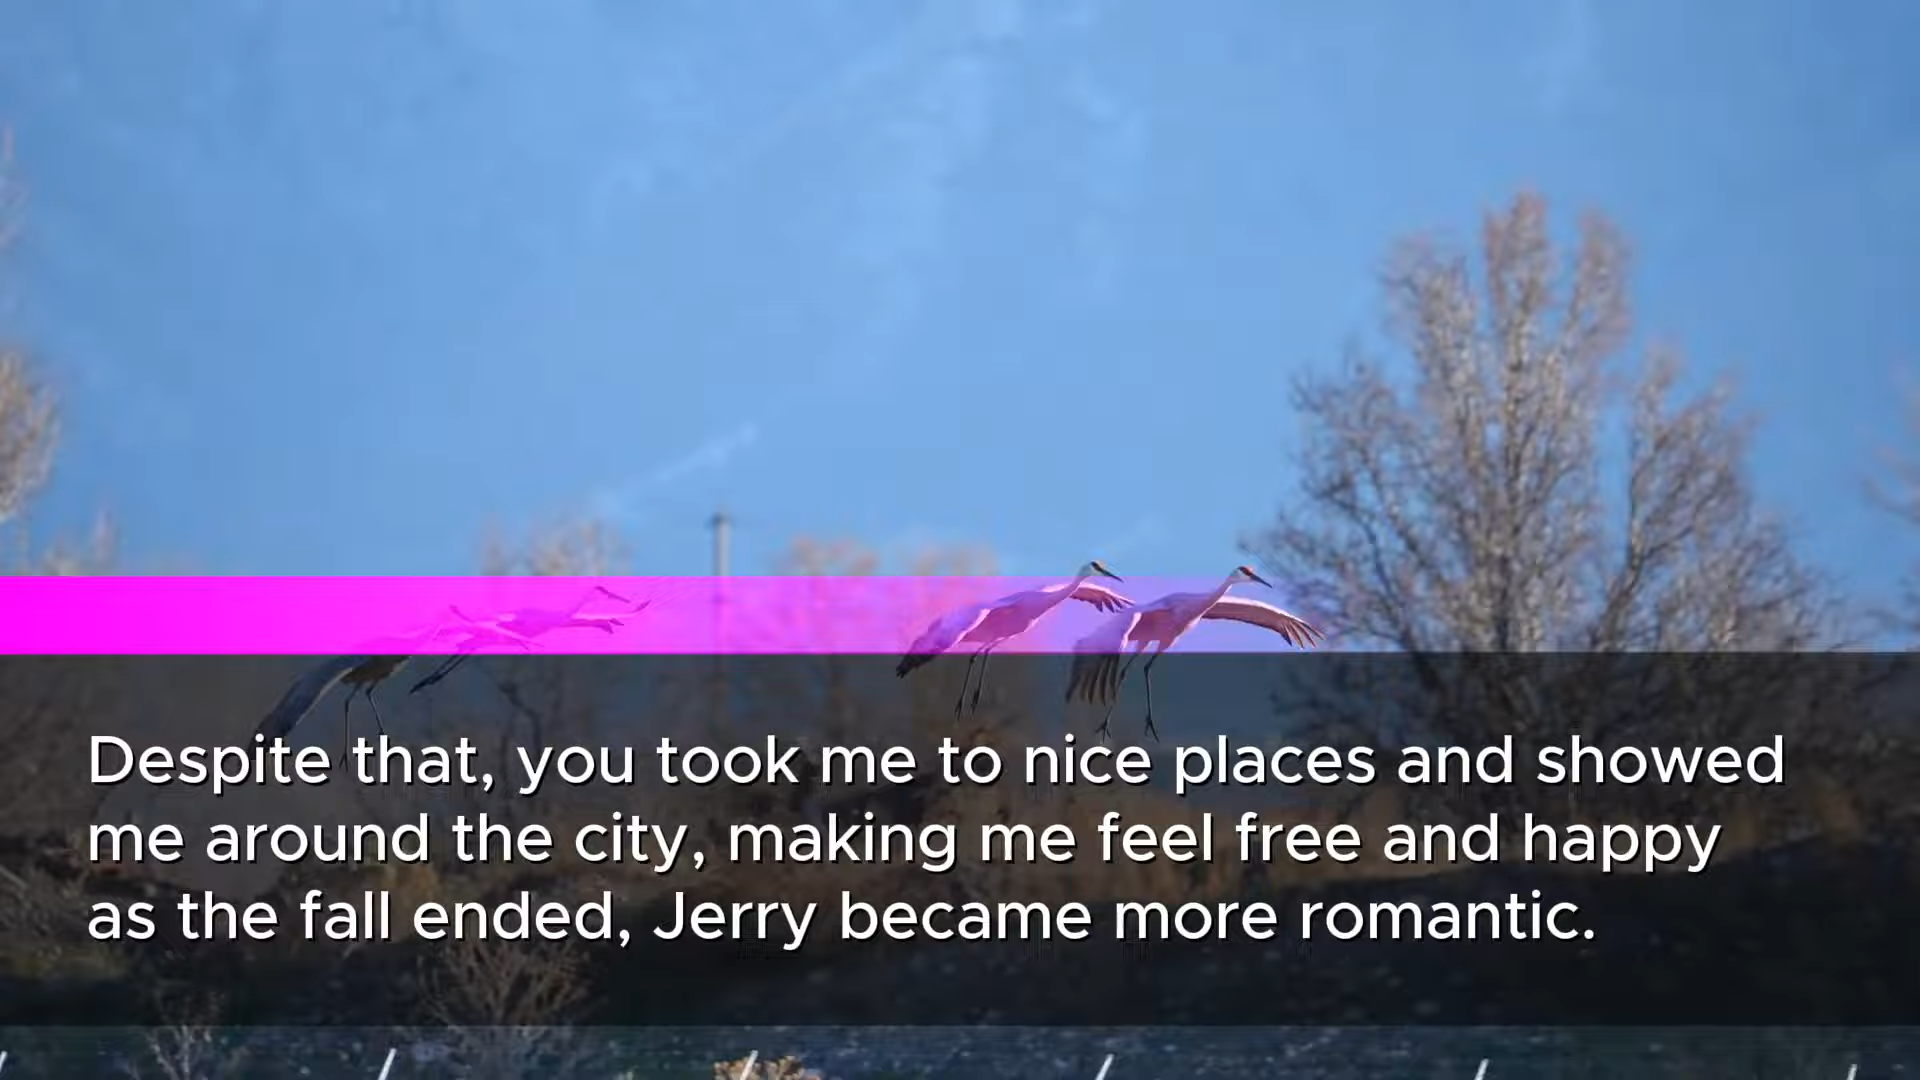 Despite that, you took me to nice places and showed
me around the city, making me feel free and happy
as the fall ended, Jerry became more romantic.